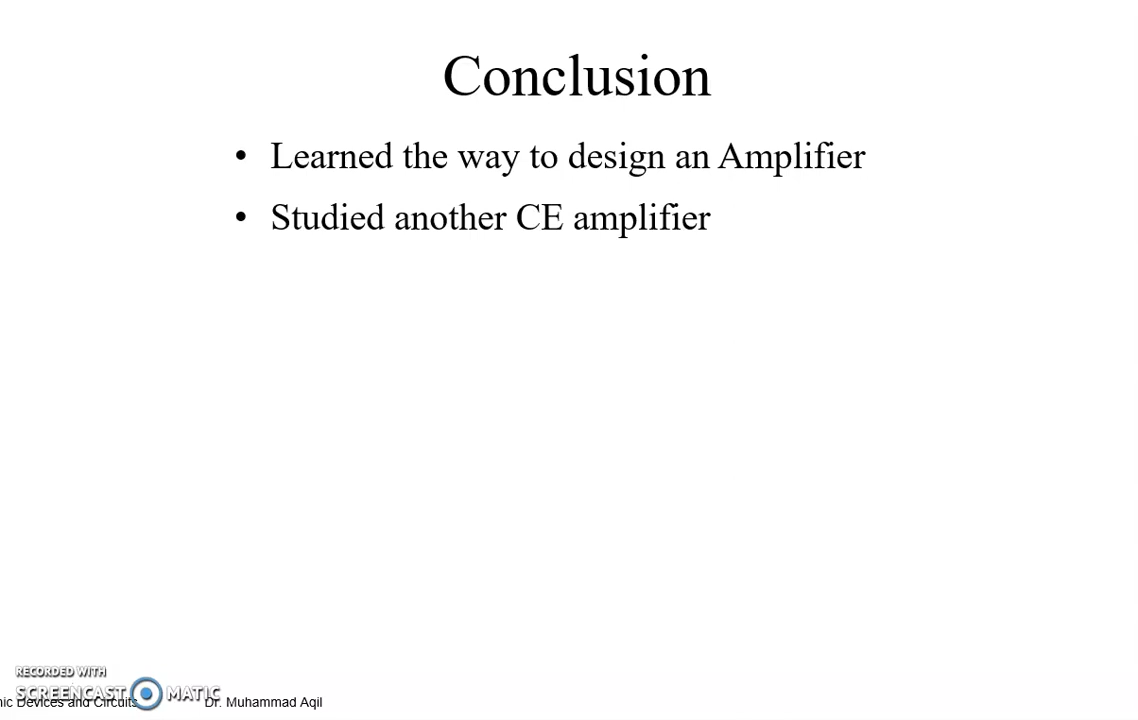 Conclusion
• Learned the way to design an Amplifier
• Studied another CE amplifier
RECORDED WITH
SCREENCAST MATIC
nic Devices and Circuits
Dr. Muhammad Aqil